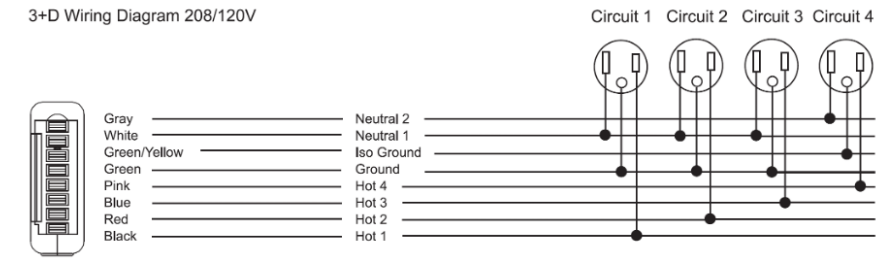 3+D Wiring Diagram 208/120V
Circuit 1 Circuit 2 Circuit 3 Circuit 4
Gray Neutral 2
White Neutral 1
Green/Yellow Iso Ground
Green Ground
Pink Hot 4
Blue Hot 3
Red Hot 2
Black Hot 1